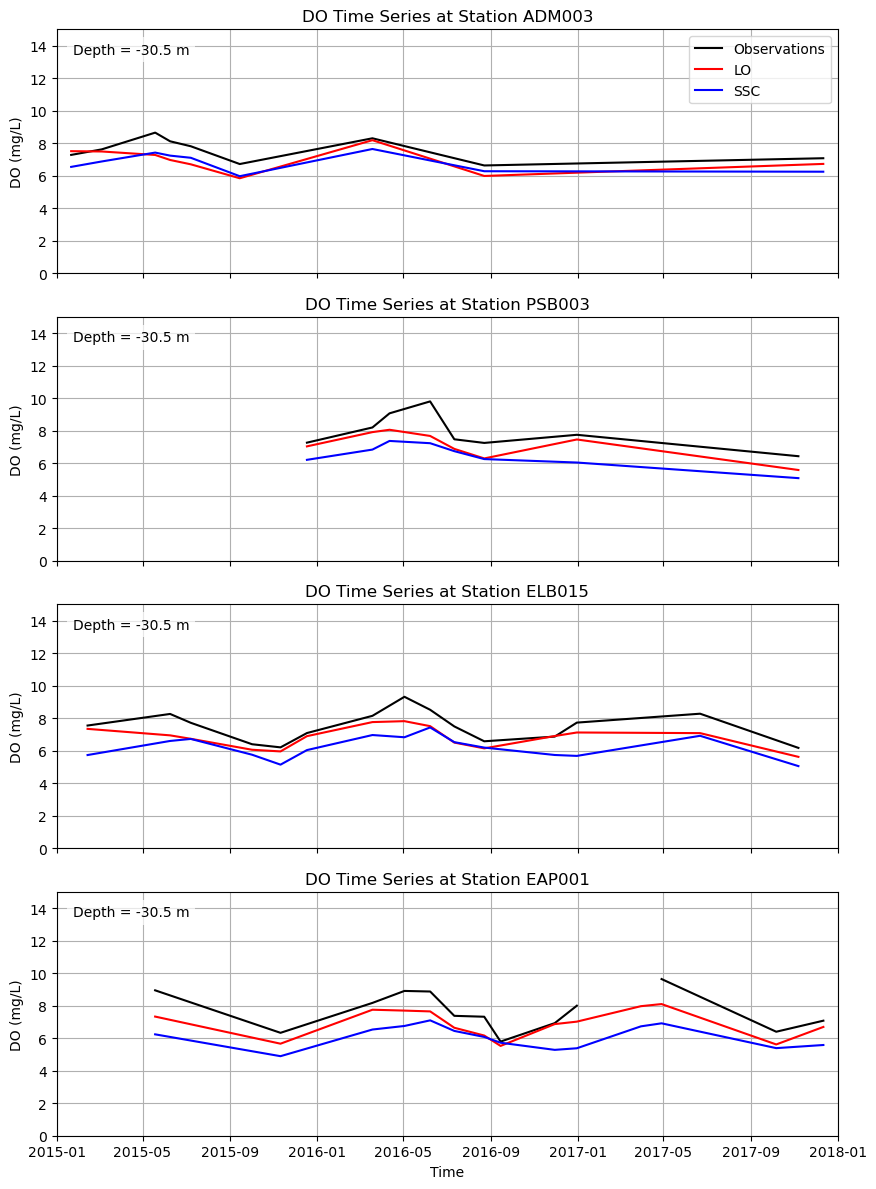 DO Time Series at Station ADM003
Depth = -30.5 m
Observations
LO
SSC
DO (mg/L)
14
12
10
8
6
4
2
0
DO Time Series at Station PSB003
Depth = -30.5 m
DO (mg/L)
14
12
10
8
6
4
2
0
DO Time Series at Station ELB015
Depth = -30.5 m
DO (mg/L)
14
12
10
8
6
4
2
0
DO Time Series at Station EAP001
Depth = -30.5 m
DO (mg/L)
14
12
10
8
6
4
2
0
2015-01 2015-05 2015-09 2016-01 2016-05 2016-09 2017-01 2017-05 2017-09 2018-01
Time